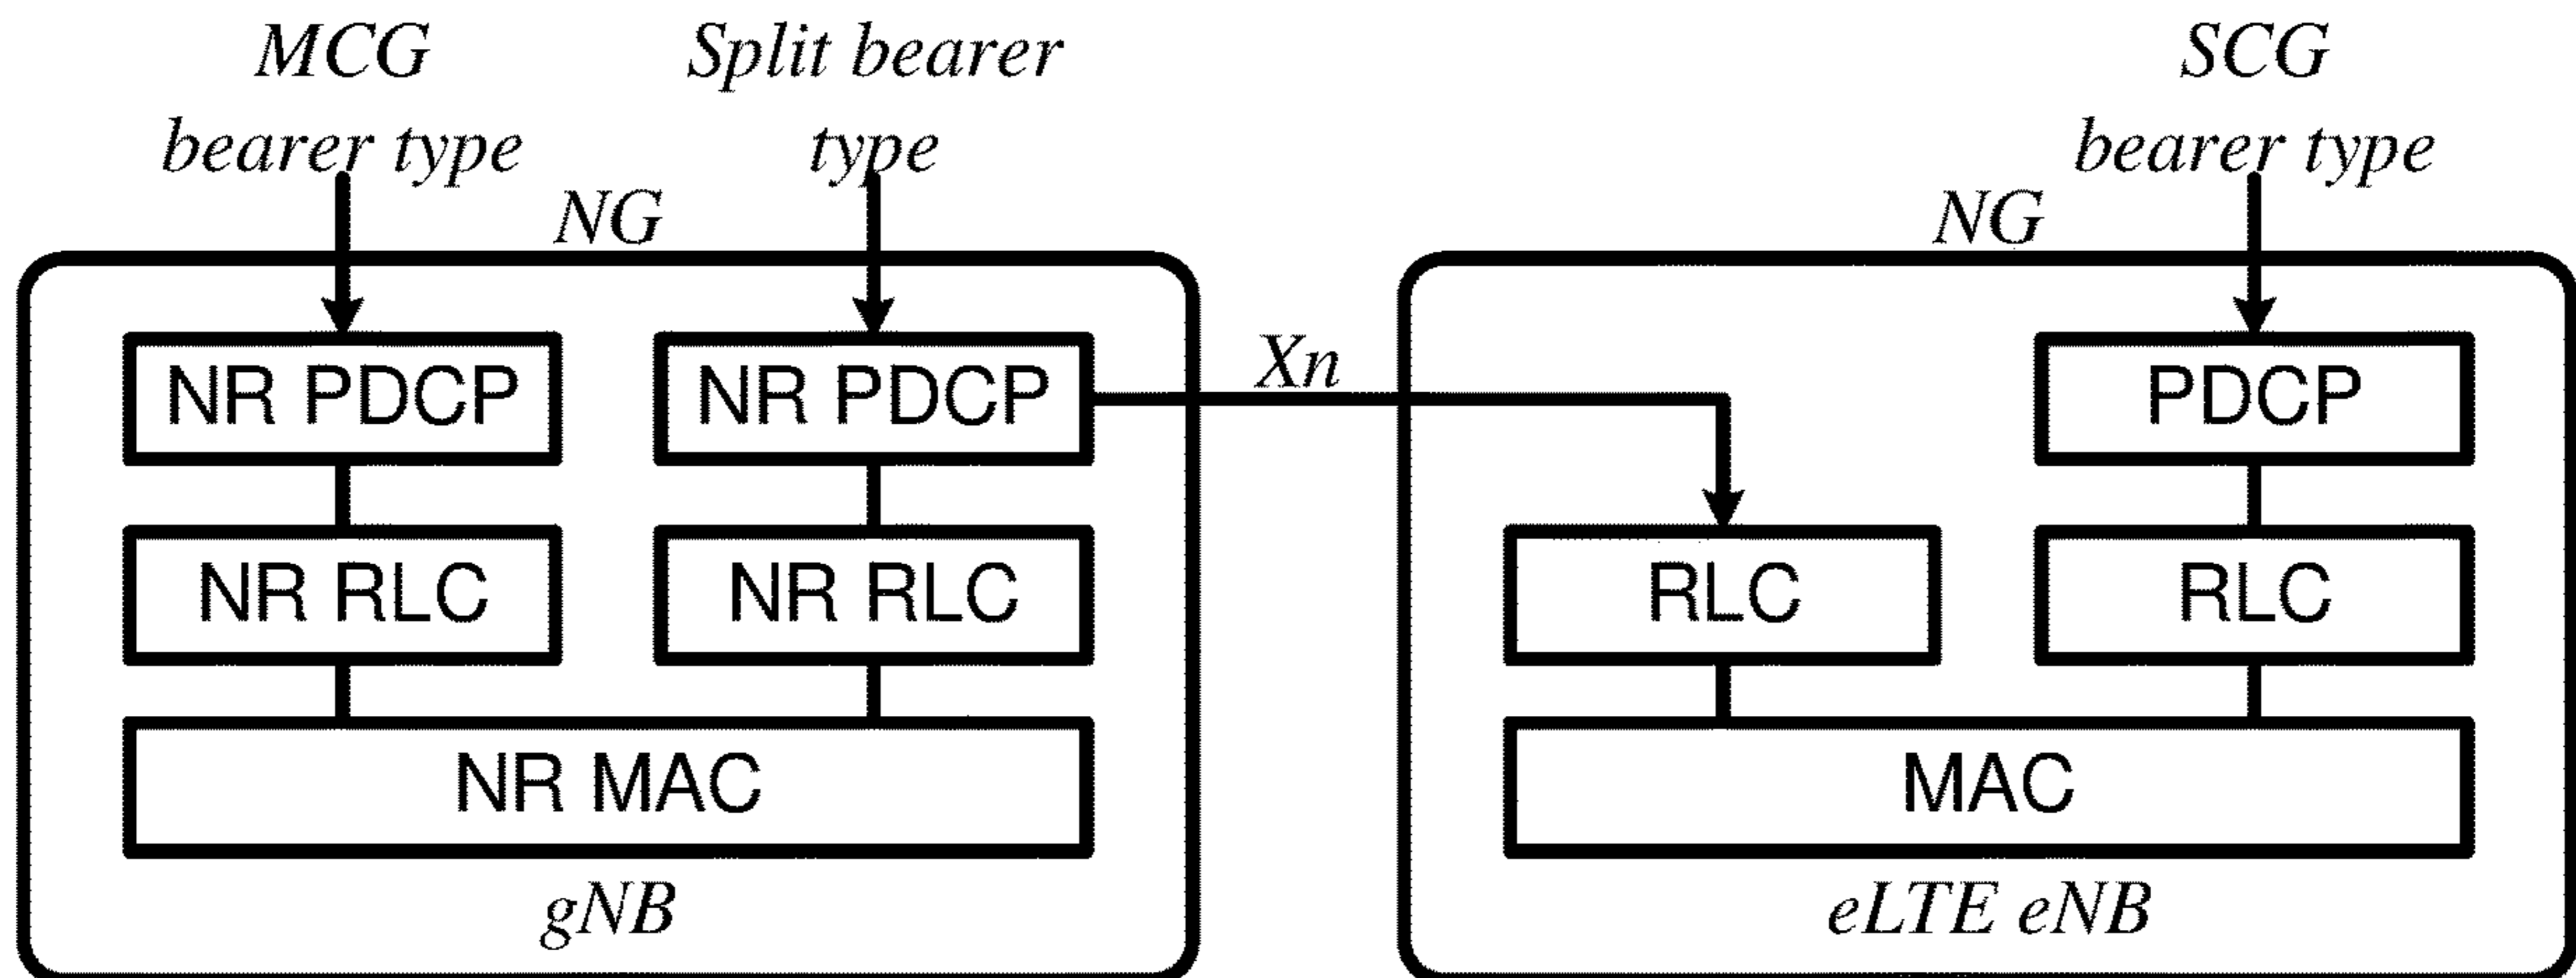 MCG
bearer type
Split bearer
type
SCG
bearer type
NG
NG
Xn
NR PDCP
NR PDCP
PDCP
NR RLC
NR RLC
RLC
RLC
NR MAC
MAC
gNB
eLTE eNB